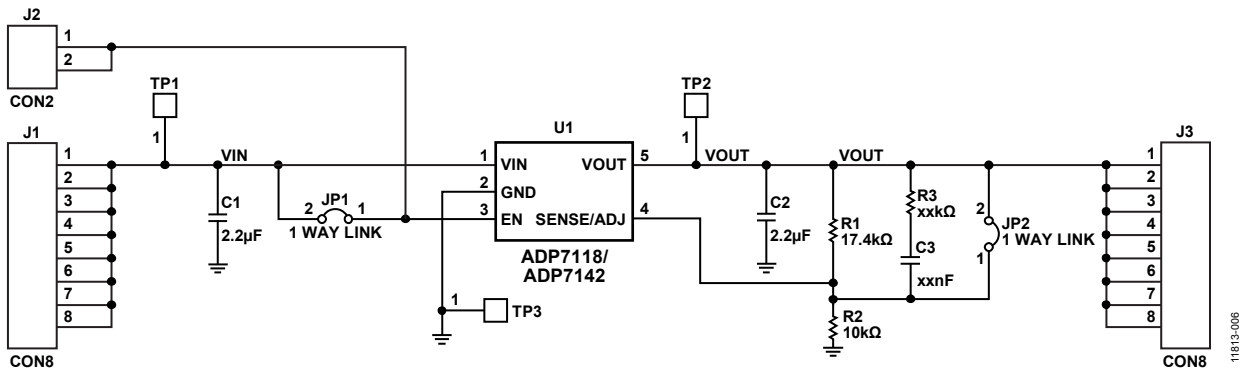 J2
1
2
CON2
J1
1
2
3
4
5
6
7
8
CON8
TP1
1
VIN
C1
2.2µF
JP1
2 1
1 WAY LINK
U1
1 VIN
2 GND
3 EN
VOUT 5
SENSE/ADJ 4
ADP7118/
ADP7142
1 TP3
TP2
1
VOUT
C2
2.2µF
VOUT
R1
17.4kΩ
R2
10kΩ
R3
xxkΩ
C3
xxnF
2
JP2
1 WAY LINK
1
J3
1
2
3
4
5
6
7
8
CON8
11813-006